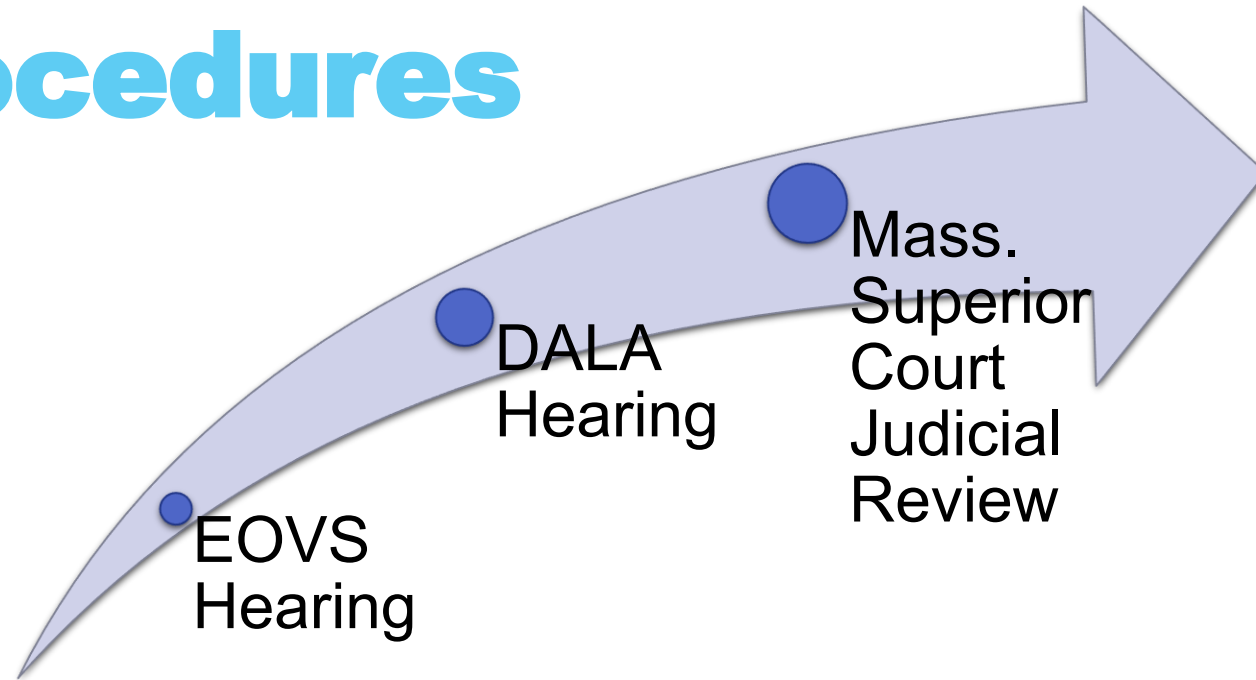 ocedures
EOVS
Hearing
DALA
Hearing
Mass.
Superior
Court
Judicial
Review